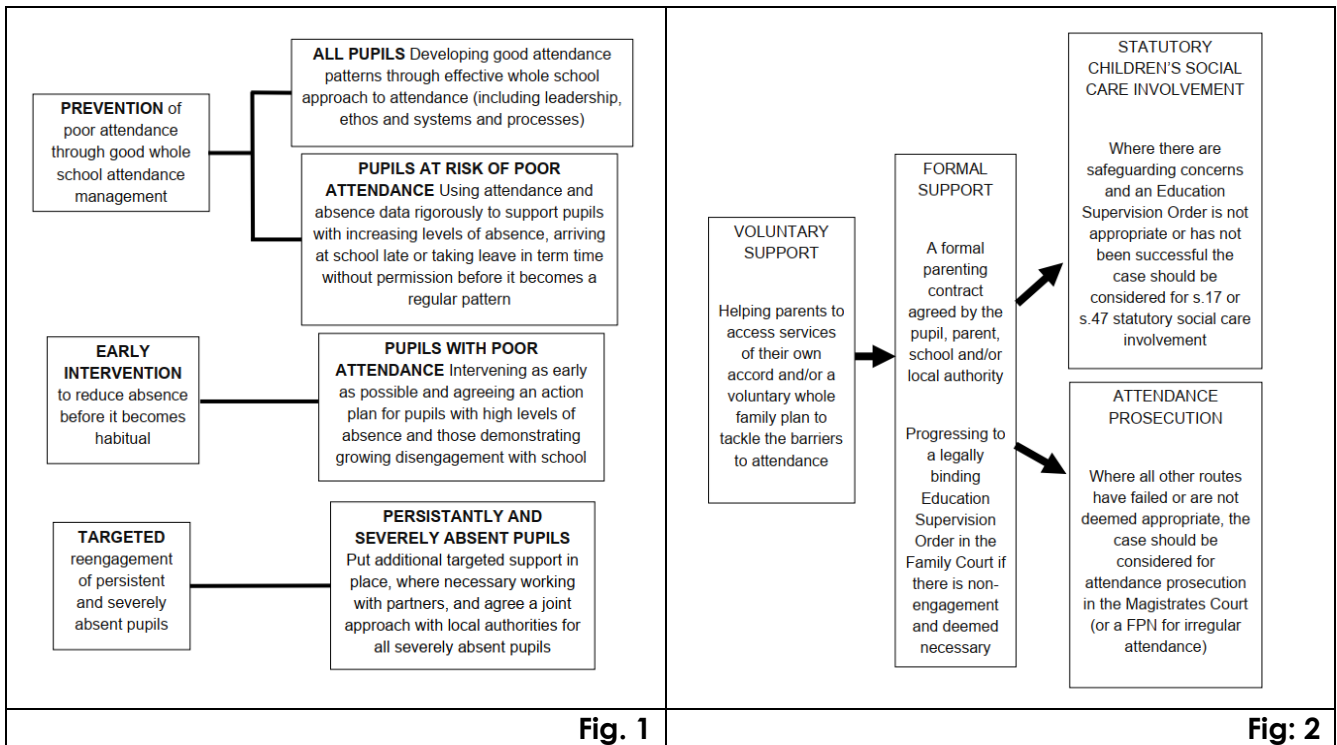 PREVENTION of
poor attendance
through good whole
school attendance
management
ALL PUPILS Developing good attendance
patterns through effective whole school
approach to attendance (including leadership,
ethos and systems and processes)
PUPILS AT RISK OF POOR
ATTENDANCE Using attendance and
absence data rigorously to support pupils
with increasing levels of absence, arriving
at school late or taking leave in term time
without permission before it becomes a
regular pattern
EARLY
INTERVENTION
to reduce absence
before it becomes
habitual
PUPILS WITH POOR
ATTENDANCE Intervening as early
as possible and agreeing an action
plan for pupils with high levels of
absence and those demonstrating
growing disengagement with school
TARGETED
reengagement
of persistent
and severely
absent pupils
PERSISTANTLY AND
SEVERELY ABSENT PUPILS
Put additional targeted support in
place, where necessary working
with partners, and agree a joint
approach with local authorities for
all severely absent pupils
Fig. 1
VOLUNTARY
SUPPORT
Helping parents to
access services
of their own
accord and/or a
voluntary whole
family plan to
tackle the barriers
to attendance
FORMAL
SUPPORT
A formal
parenting
contract
agreed by the
pupil, parent,
school and/or
local authority
Progressing to
a legally
binding
Education
Supervision
Order in the
Family Court if
there is non-
engagement
and deemed
necessary
STATUTORY
CHILDREN'S SOCIAL
CARE INVOLVEMENT
Where there are
safeguarding concerns
and an Education
Supervision Order is not
appropriate or has not
been successful the
case should be
considered for s.17 or
s.47 statutory social care
involvement
ATTENDANCE
PROSECUTION
Where all other routes
have failed or are not
deemed appropriate, the
case should be
considered for
attendance prosecution
in the Magistrates Court
(or a FPN for irregular
attendance)
Fig: 2